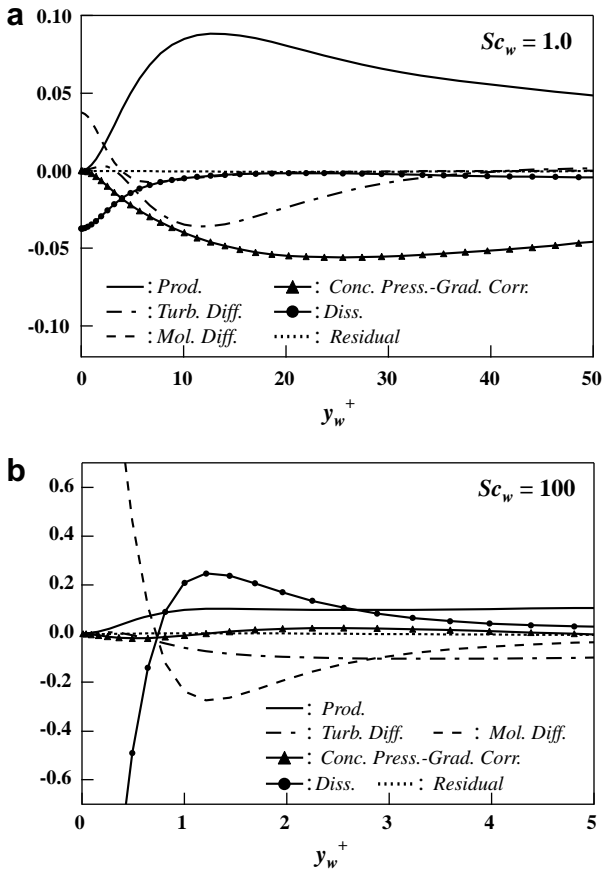 a
Sc_w = 1.0
0.10
0.05
0.00
-0.05
-0.10
: Prod.
: Conc. Press.-Grad. Corr.
: Turb. Diff.
: Diss.
: Mol. Diff.
: Residual
0 10 20 30 40 50
y_w^+
b
Sc_w = 100
0.6
0.4
0.2
0.0
-0.2
-0.4
-0.6
: Prod.
: Turb. Diff. : Mol. Diff.
: Conc. Press.-Grad. Corr.
: Diss. : Residual
0 1 2 3 4 5
y_w^+